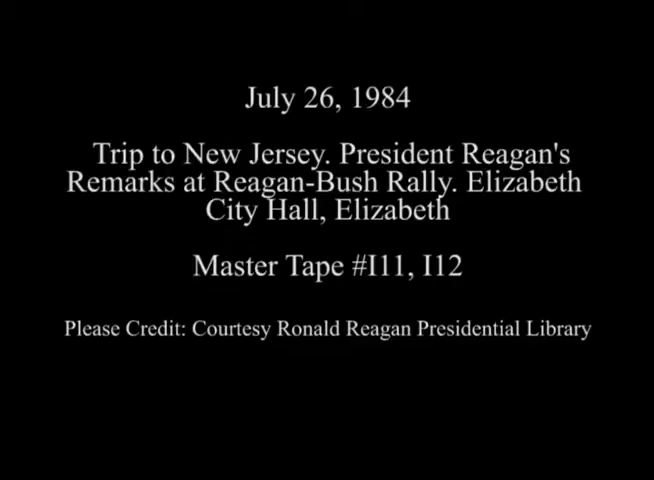 July 26, 1984
Trip to New Jersey. President Reagan's
Remarks at Reagan-Bush Rally. Elizabeth
City Hall, Elizabeth
Master Tape #I11, I12
Please Credit: Courtesy Ronald Reagan Presidential Library